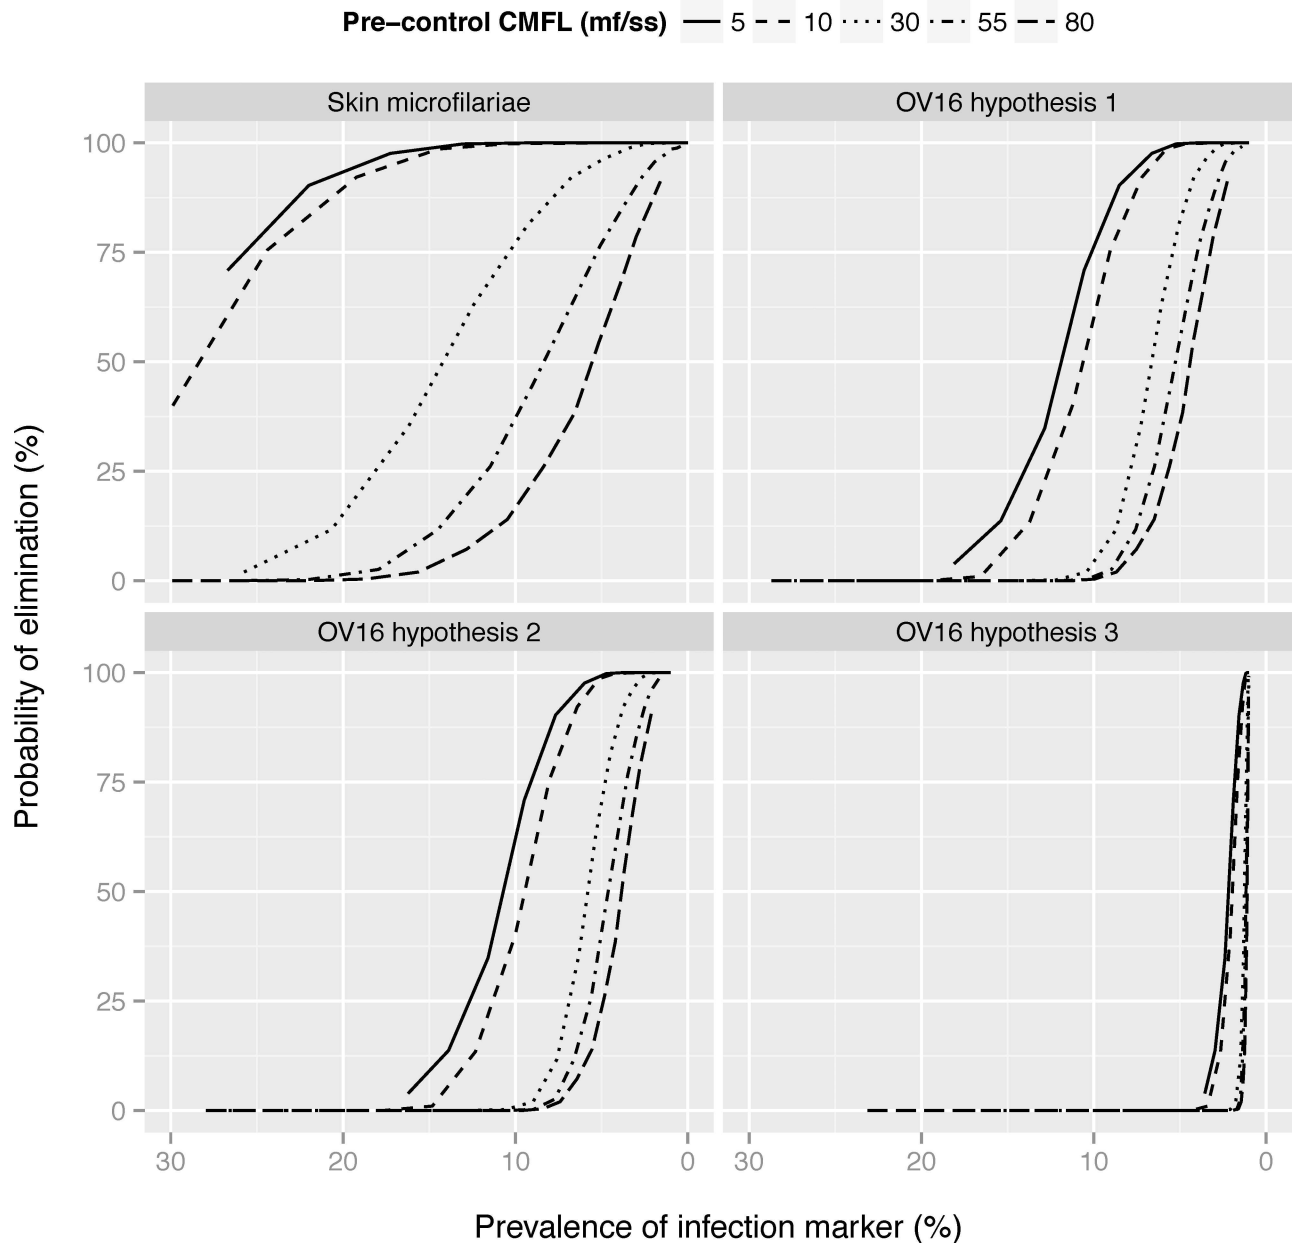 Pre−control CMFL (mf/ss) 5 10 30 55 80
Skin microfilariae OV16 hypothesis 1
100
75
50
25
0
OV16 hypothesis 2 OV16 hypothesis 3
100
75
50
25
0
30 20 10 0 30 20 10 0
Probability of elimination (%)
Prevalence of infection marker (%)